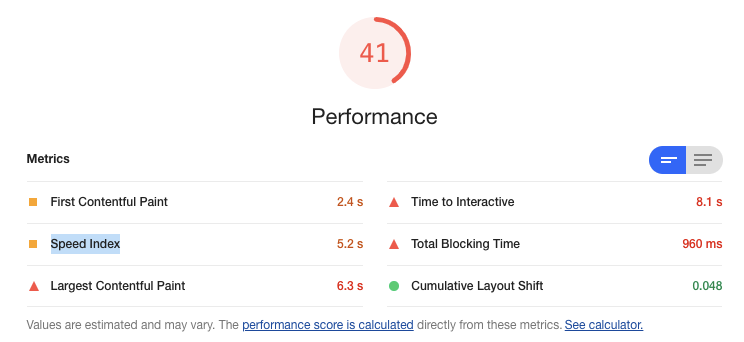 41
Performance
Metrics
First Contentful Paint 2.4 s
Time to Interactive 8.1 s
Speed Index 5.2 s
Total Blocking Time 960 ms
Largest Contentful Paint 6.3 s
Cumulative Layout Shift 0.048
Values are estimated and may vary. The performance score is calculated directly from these metrics. See calculator.